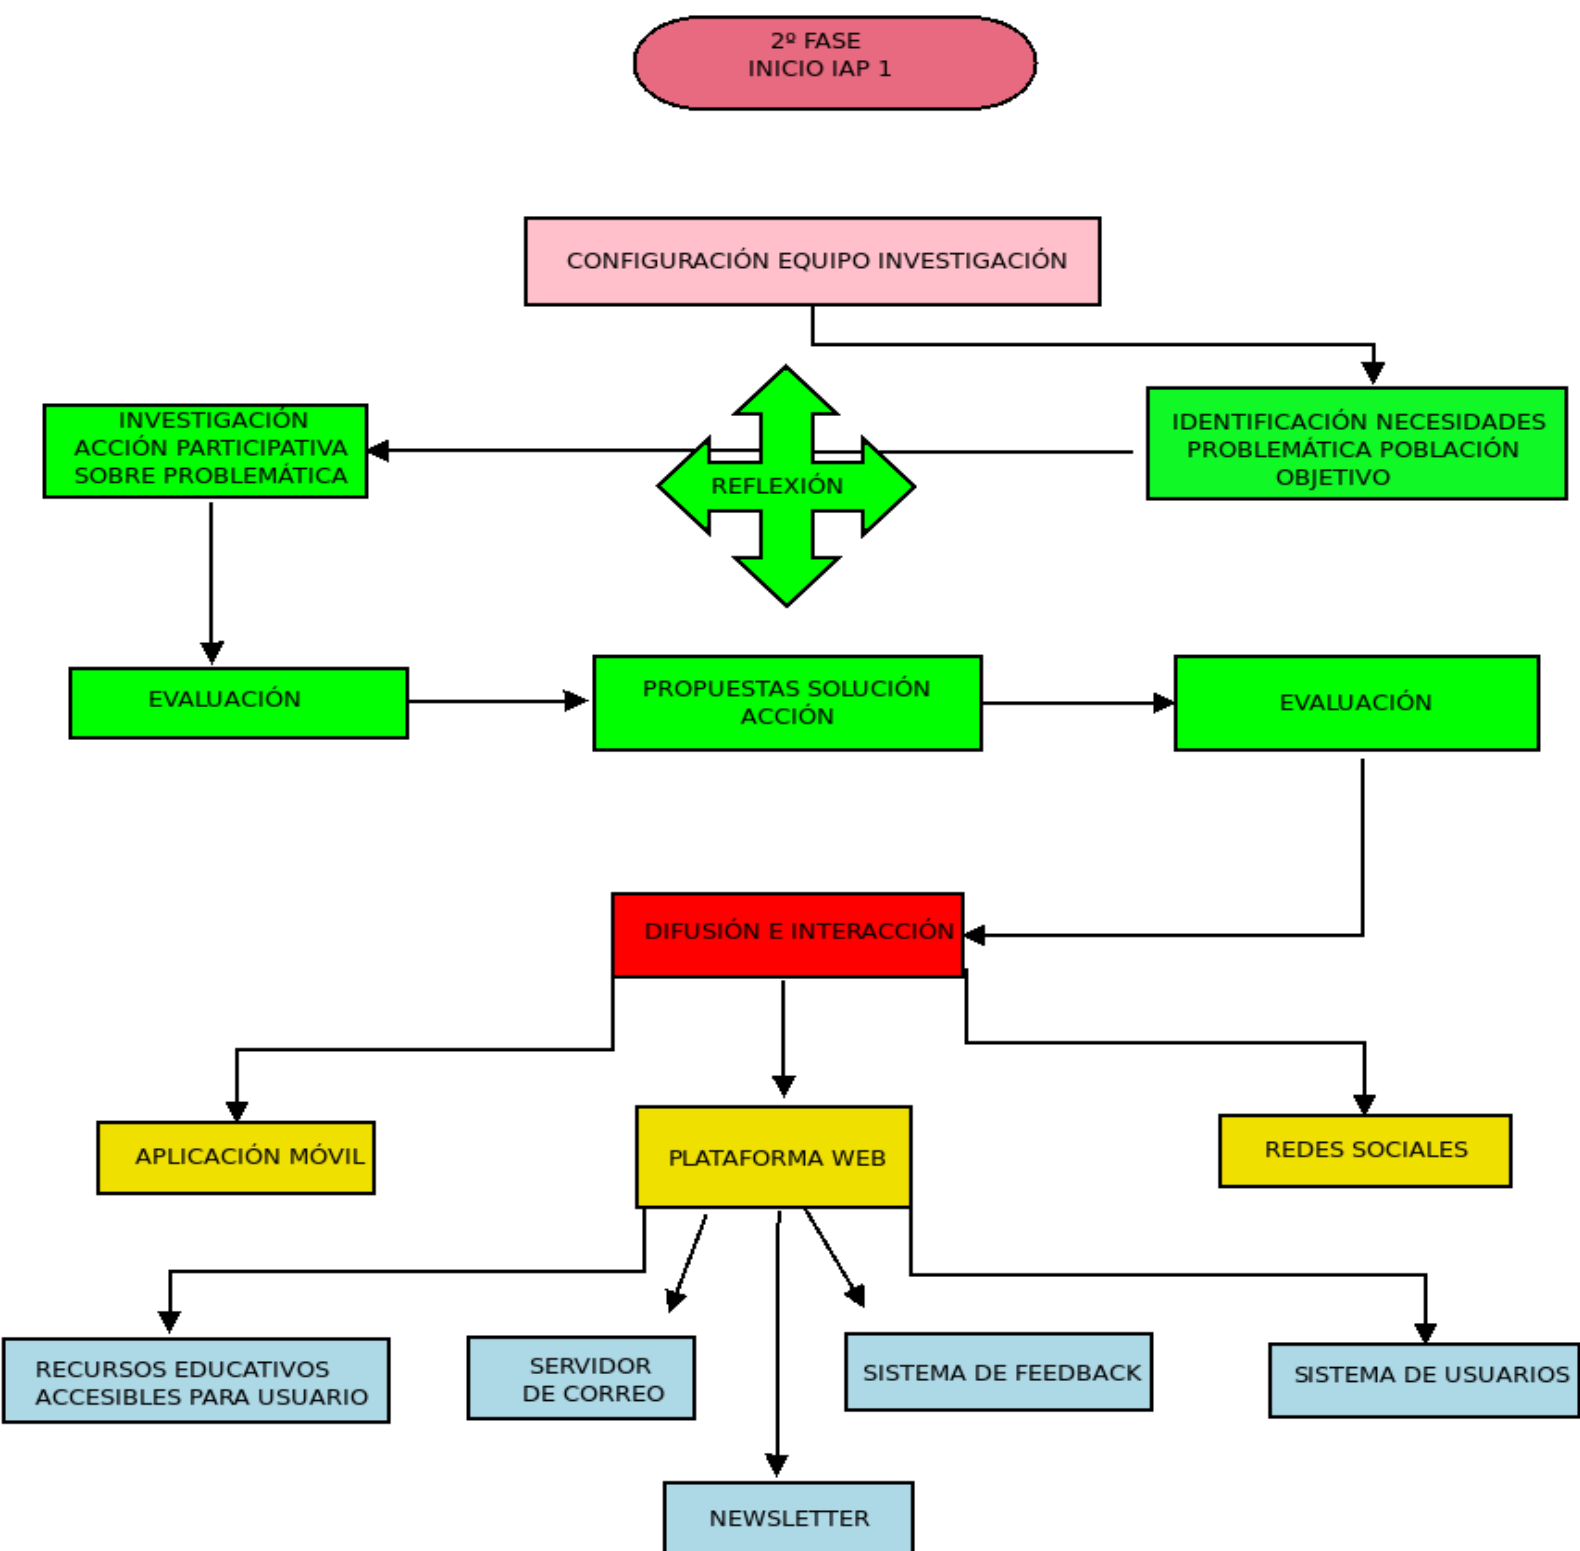 2º FASE
INICIO IAP 1
CONFIGURACIÓN EQUIPO INVESTIGACIÓN
INVESTIGACIÓN
ACCIÓN PARTICIPATIVA
SOBRE PROBLEMÁTICA
REFLEXIÓN
IDENTIFICACIÓN NECESIDADES
PROBLEMÁTICA POBLACIÓN
OBJETIVO
EVALUACIÓN
PROPUESTAS SOLUCIÓN
ACCIÓN
EVALUACIÓN
DIFUSIÓN E INTERACCIÓN
APLICACIÓN MÓVIL
PLATAFORMA WEB
REDES SOCIALES
RECURSOS EDUCATIVOS
ACCESIBLES PARA USUARIO
SERVIDOR
DE CORREO
SISTEMA DE FEEDBACK
SISTEMA DE USUARIOS
NEWSLETTER